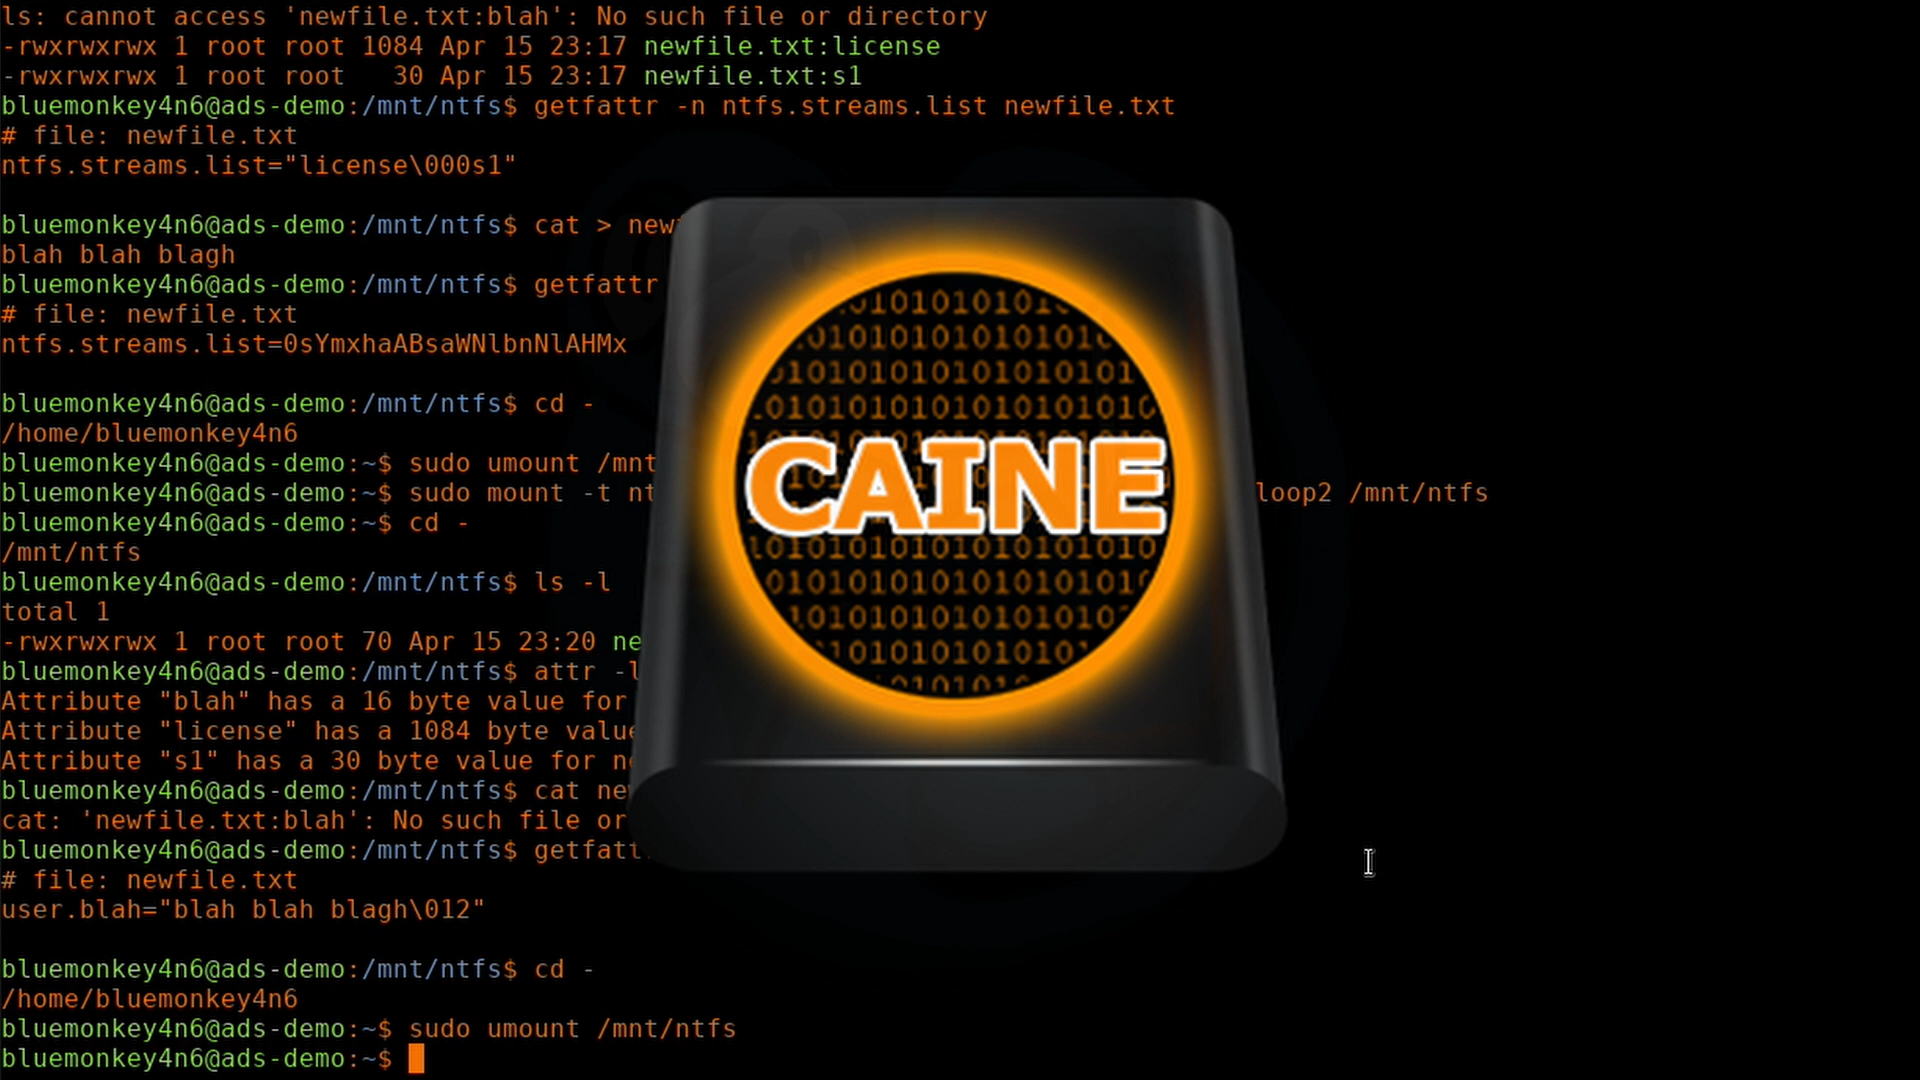 ls: cannot access 'newfile.txt:blah': No such file or directory
-rwxrwxrwx 1 root root 1084 Apr 15 23:17 newfile.txt:license
-rwxrwxrwx 1 root root   30 Apr 15 23:17 newfile.txt:s1
bluemonkey4n6@ads-demo:/mnt/ntfs$ getfattr -n ntfs.streams.list newfile.txt
# file: newfile.txt
ntfs.streams.list="license\000s1"
bluemonkey4n6@ads-demo:/mnt/ntfs$ cat > new
blah blah blagh
bluemonkey4n6@ads-demo:/mnt/ntfs$ getfattr
# file: newfile.txt
ntfs.streams.list=0sYmxhaABsaWNlbnNlAHMx
bluemonkey4n6@ads-demo:/mnt/ntfs$ cd -
/home/bluemonkey4n6
bluemonkey4n6@ads-demo:~$ sudo umount /mnt
bluemonkey4n6@ads-demo:~$ sudo mount -t nt loop2 /mnt/ntfs
bluemonkey4n6@ads-demo:~$ cd -
/mnt/ntfs
bluemonkey4n6@ads-demo:/mnt/ntfs$ ls -l
total 1
-rwxrwxrwx 1 root root 70 Apr 15 23:20 ne
bluemonkey4n6@ads-demo:/mnt/ntfs$ attr -l
Attribute "blah" has a 16 byte value for
Attribute "license" has a 1084 byte value
Attribute "s1" has a 30 byte value for ne
bluemonkey4n6@ads-demo:/mnt/ntfs$ cat ne
cat: 'newfile.txt:blah': No such file or
bluemonkey4n6@ads-demo:/mnt/ntfs$ getfatt
# file: newfile.txt
user.blah="blah blah blagh\012"
bluemonkey4n6@ads-demo:/mnt/ntfs$ cd -
/home/bluemonkey4n6
bluemonkey4n6@ads-demo:~$ sudo umount /mnt/ntfs
bluemonkey4n6@ads-demo:~$
CAINE